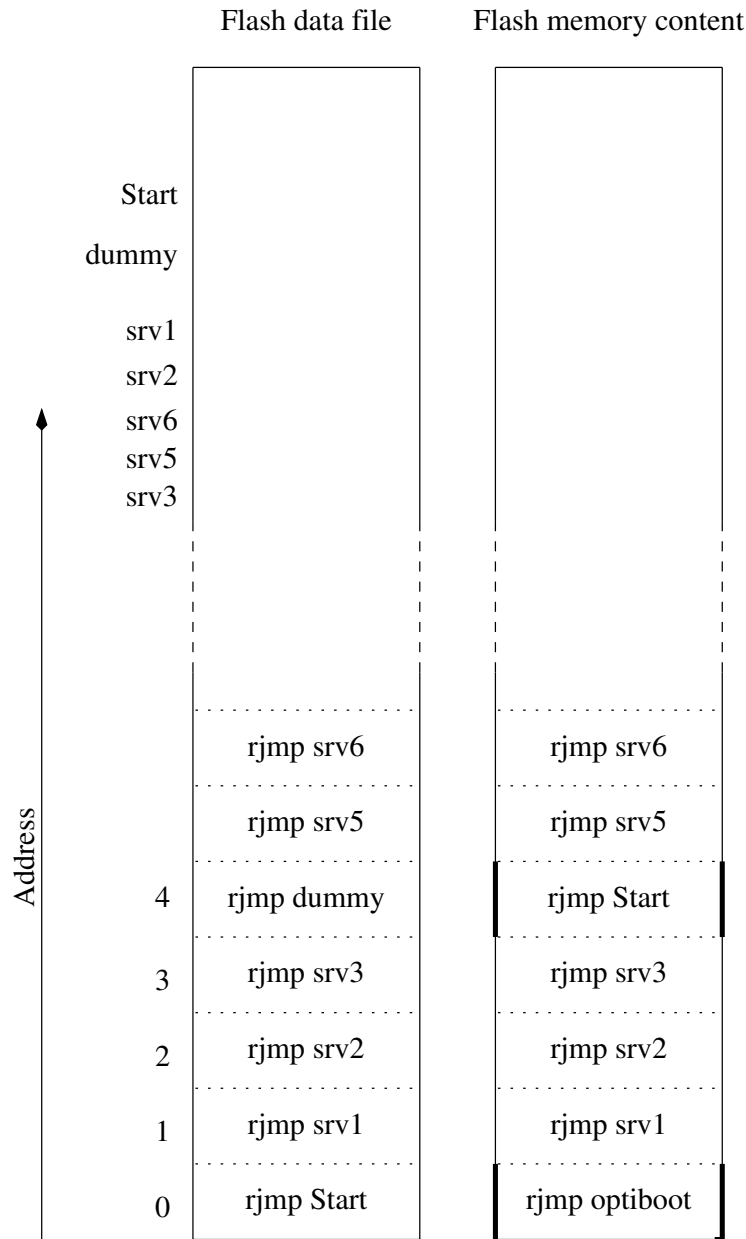 Flash data file Flash memory content
Start
dummy
srv1
srv2
srv6
srv5
srv3
rjmp srv6 rjmp srv6
rjmp srv5 rjmp srv5
Address
4 rjmp dummy rjmp Start
3 rjmp srv3 rjmp srv3
2 rjmp srv2 rjmp srv2
1 rjmp srv1 rjmp srv1
0 rjmp Start rjmp optiboot